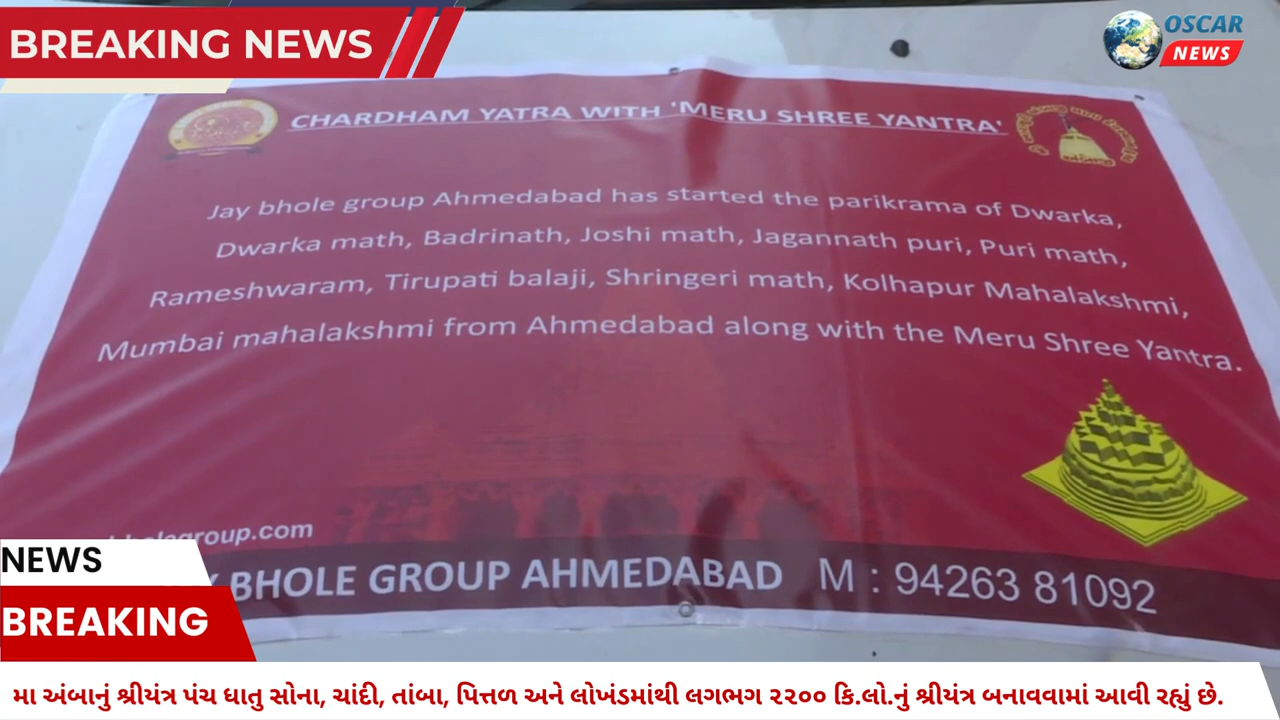 BREAKING NEWS
OSCAR
NEWS
CHARDHAM YATRA WITH 'MERU SHREE YANTRA'
Jay bhole group Ahmedabad has started the parikrama of Dwarka,
Dwarka math, Badrinath, Joshi math, Jagannath puri, Puri math,
Rameshwaram, Tirupati balaji, Shringeri math, Kolhapur Mahalakshmi,
Mumbai mahalakshmi from Ahmedabad along with the Meru Shree Yantra.
BHOLE GROUP AHMEDABAD M : 94263 81092
NEWS
BREAKING
મા અંબાનું શ્રીયંત્ર પંચ ધાતુ સોના, ચાંદી, તાંબા, પિત્તળ અને લોખંડમાંથી લગભગ ૨૨૦૦ કિ.લો.નું શ્રીયંત્ર બનાવવામાં આવી રહ્યું છે.